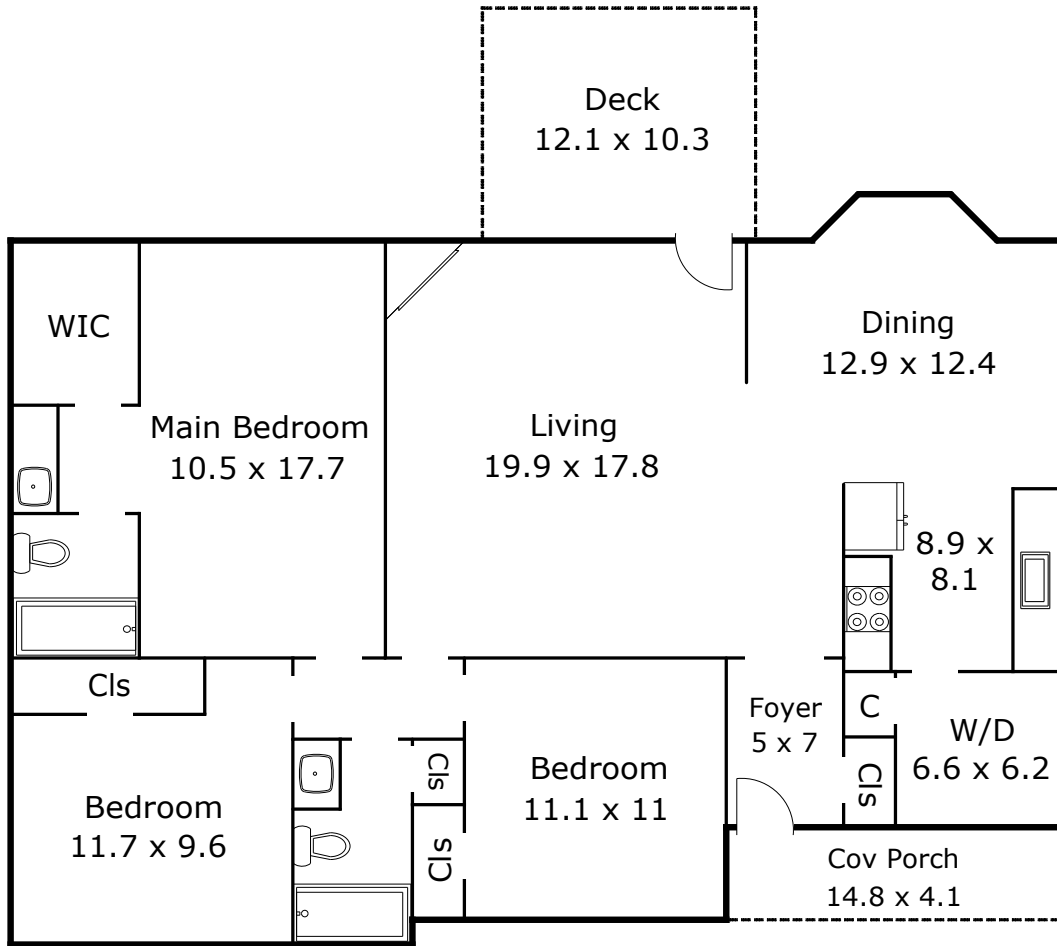 Deck
12.1 x 10.3
WIC
Dining
12.9 x 12.4
Main Bedroom
10.5 x 17.7
Living
19.9 x 17.8
8.9 x
8.1
Cls
Foyer
5 x 7
C
W/D
6.6 x 6.2
Bedroom
11.7 x 9.6
Cls
Cls
Bedroom
11.1 x 11
Cls
Cov Porch
14.8 x 4.1